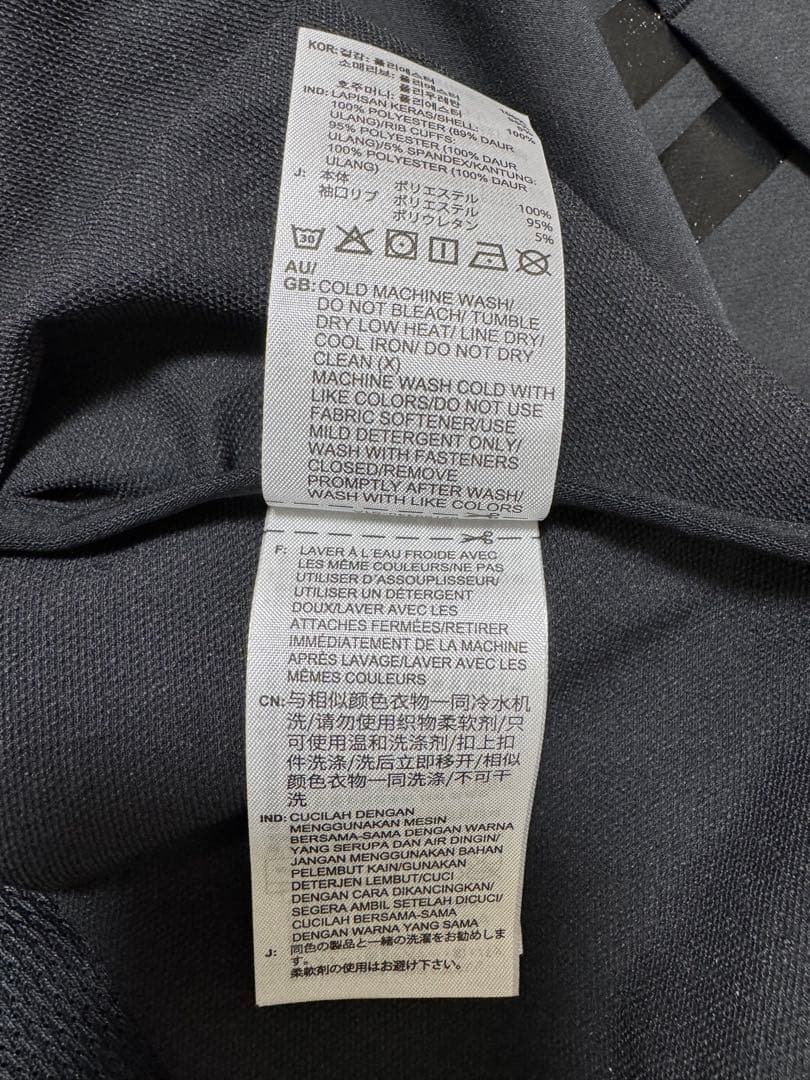 KOR: 겉감: 폴리에스터
소매리브: 폴리에스터
폴리우레탄
호주머니: 폴리에스터
100%
IND: LAPISAN KERAS/SHELL:
100% POLYESTER (89% DAUR
ULANG)/RIB CUFFS:
95% POLYESTER (100% DAUR
ULANG)/5% SPANDEX/KANTUNG:
100% POLYESTER (100% DAUR
ULANG)
J: 本体 ポリエステル 100%
袖口リブ ポリエステル 95%
ポリウレタン 5%
30
AU/
GB: COLD MACHINE WASH/
DO NOT BLEACH/ TUMBLE
DRY LOW HEAT/ LINE DRY/
COOL IRON/ DO NOT DRY
CLEAN (X)
MACHINE WASH COLD WITH
LIKE COLORS/DO NOT USE
FABRIC SOFTENER/USE
MILD DETERGENT ONLY/
WASH WITH FASTENERS
CLOSED/REMOVE
PROMPTLY AFTER WASH/
WASH WITH LIKE COLORS
F: LAVER À L'EAU FROIDE AVEC
LES MÊME COULEURS/NE PAS
UTILISER D'ASSOUPLISSEUR/
UTILISER UN DÉTERGENT
DOUX/LAVER AVEC LES
ATTACHES FERMÉES/RETIRER
IMMÉDIATEMENT DE LA MACHINE
APRÈS LAVAGE/LAVER AVEC LES
MÊMES COULEURS
CN: 与相似颜色衣物一同冷水机
洗/请勿使用织物柔软剂/只
可使用温和洗涤剂/扣上扣
件洗涤/洗后立即移开/相似
颜色衣物一同洗涤/不可干
洗
IND: CUCILAH DENGAN
MENGGUNAKAN MESIN
BERSAMA-SAMA DENGAN WARNA
YANG SERUPA DAN AIR DINGIN/
JANGAN MENGGUNAKAN BAHAN
PELEMBUT KAIN/GUNAKAN
DETERJEN LEMBUT/CUCI
DENGAN CARA DIKANCINGKAN/
SEGERA AMBIL SETELAH DICUCI/
CUCILAH BERSAMA-SAMA
DENGAN WARNA YANG SAMA
J: 同色の製品と一緒の洗濯をお勧めしま
す。
柔軟剤の使用はお避け下さい。